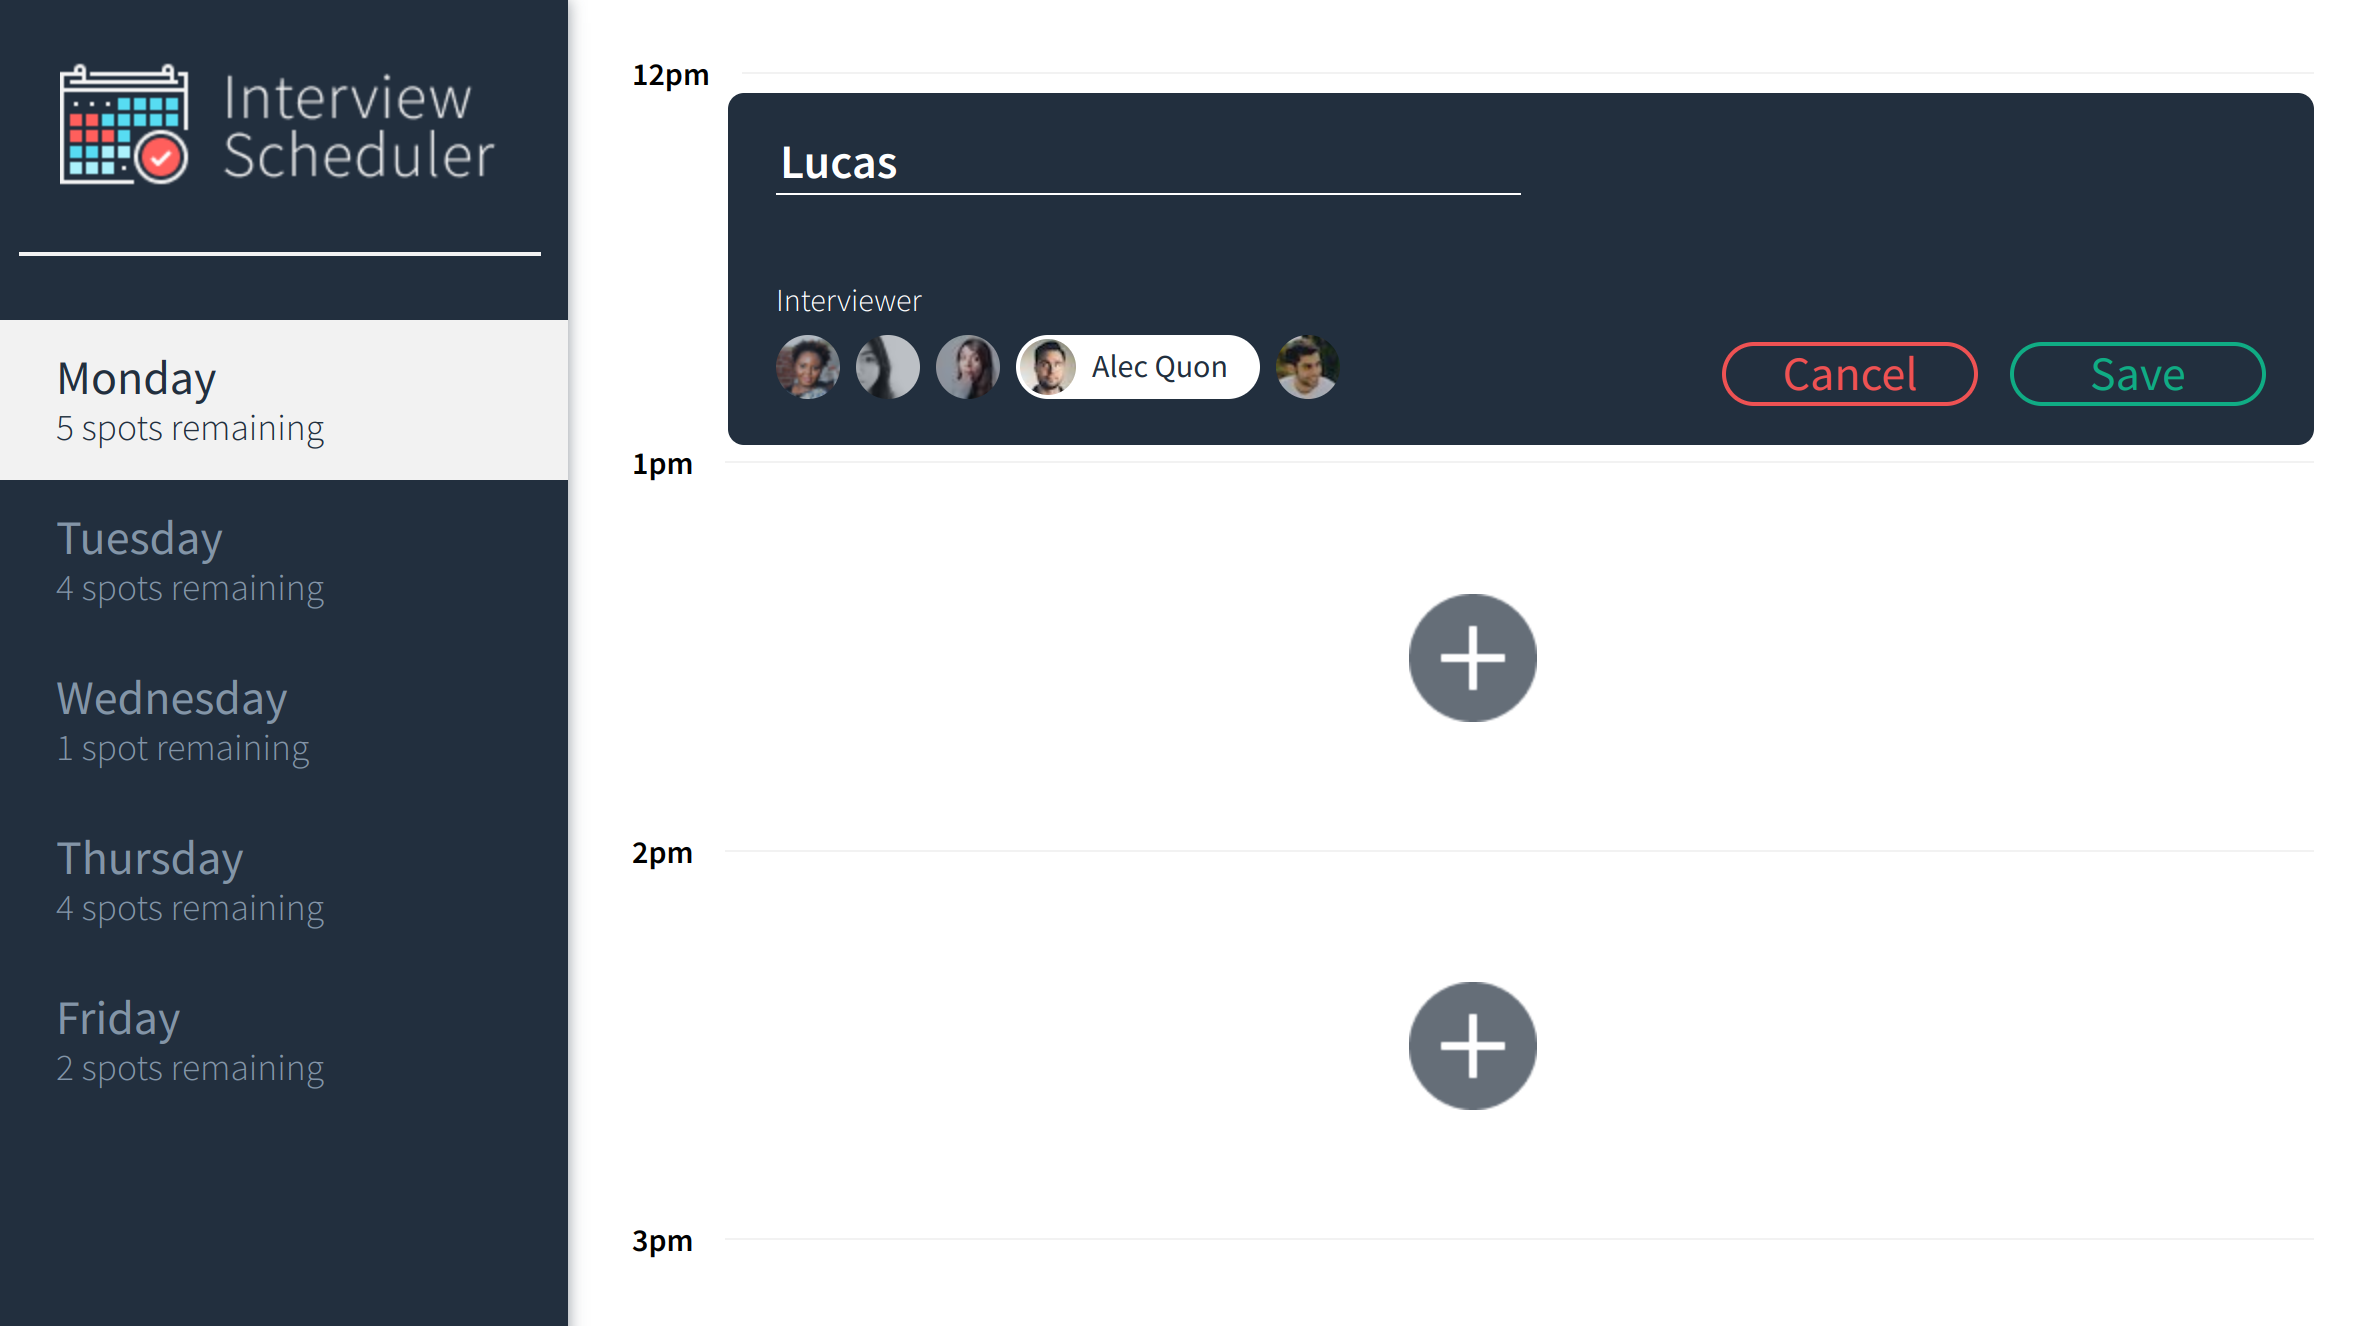 Interview
Scheduler
Monday
5 spots remaining
Tuesday
4 spots remaining
Wednesday
1 spot remaining
Thursday
4 spots remaining
Friday
2 spots remaining
12pm
Lucas
Interviewer
Alec Quon
Cancel
Save
1pm
2pm
3pm